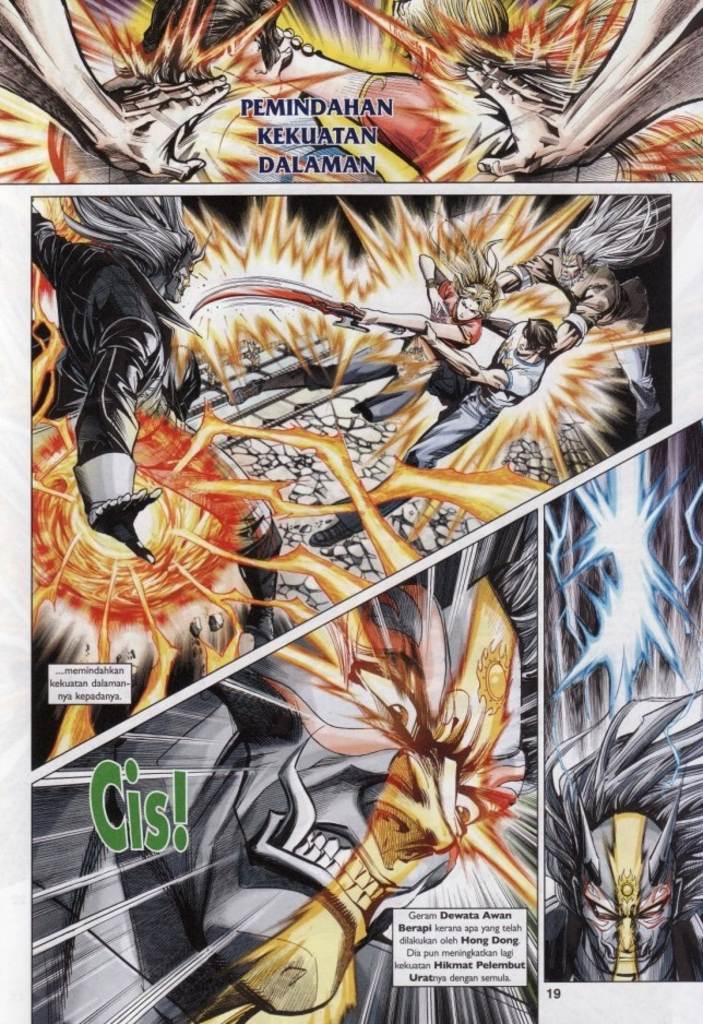 PEMINDAHAN
KEKUATAN
DALAMAN
....memindahkan
kekuatan dalaman-
nya kepadanya.
Cis!
Geram Dewata Awan
Berapi kerana apa yang telah
dilakukan oleh Hong Dong.
Dia pun meningkatkan lagi
kekuatan Hikmat Pelembut
Uratnya dengan semula.
19